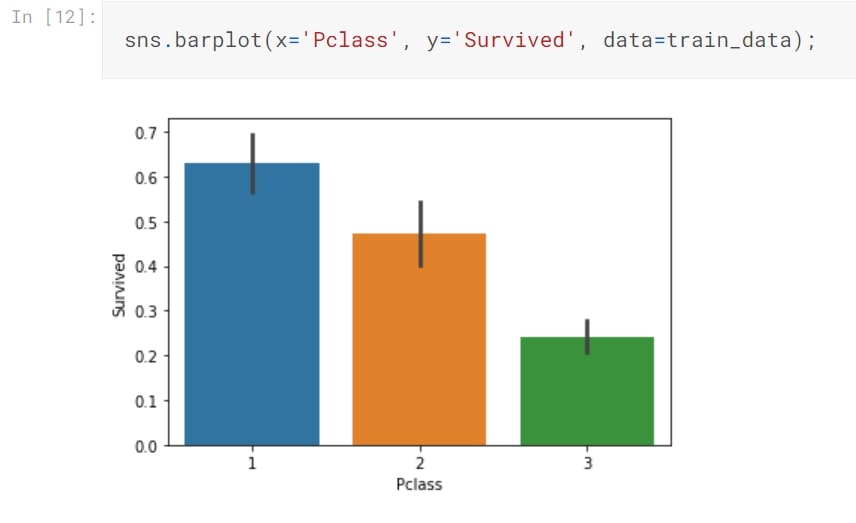 In [12]:
sns.barplot(x='Pclass', y='Survived', data=train_data);
0.7
0.6
0.5
0.4
0.3
0.2
0.1
0.0
Survived
1 2 3
Pclass